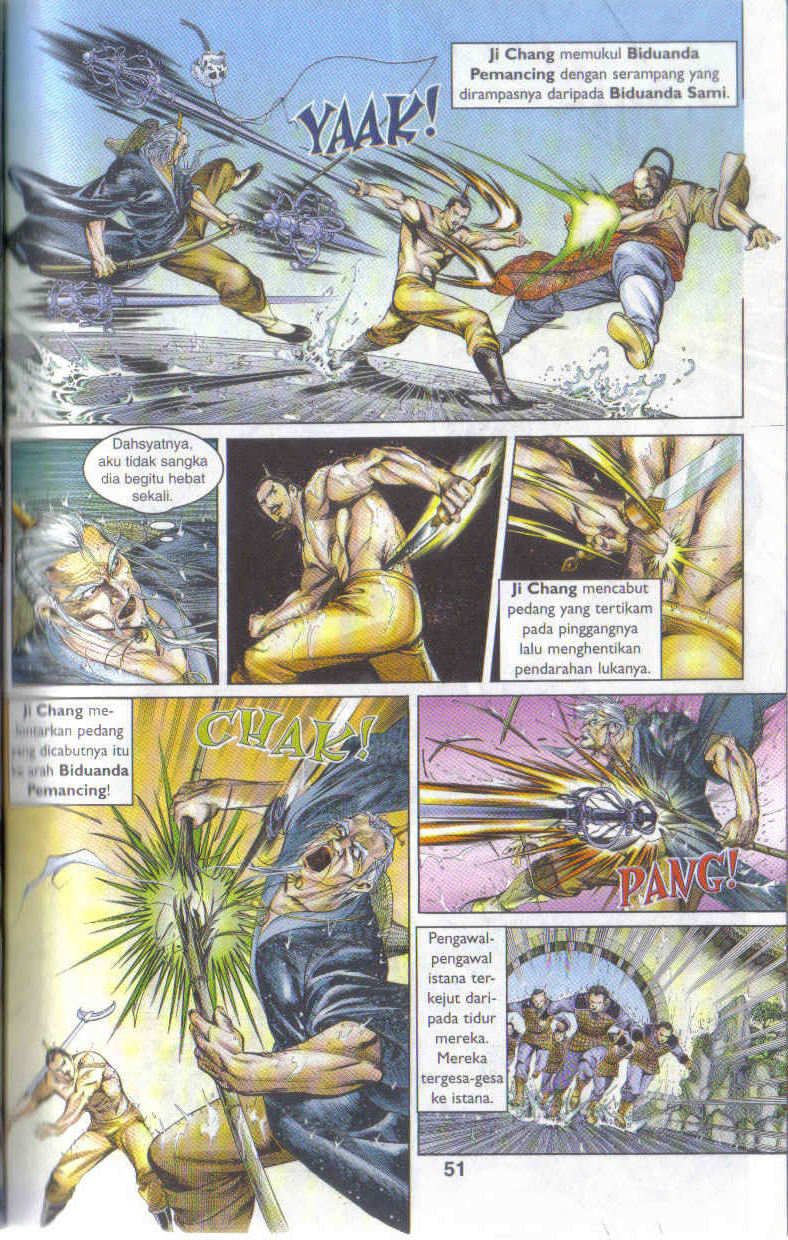 Ji Chang memukul Biduanda
Pemancing dengan serampang yang
dirampasnya daripada Biduanda Sami.
YAAK!
Dahsyatnya,
aku tidak sangka
dia begitu hebat
sekali.
Ji Chang mencabut
pedang yang tertikam
pada pinggangnya
lalu menghentikan
pendarahan lukanya.
Ji Chang me-
pedang
dicabutnya itu
arah Biduanda
Pemancing!
CHAK!
PANG!
Pengawal-
pengawal
istana ter-
kejut dari-
pada tidur
mereka.
Mereka
tergesa-gesa
ke istana.
51